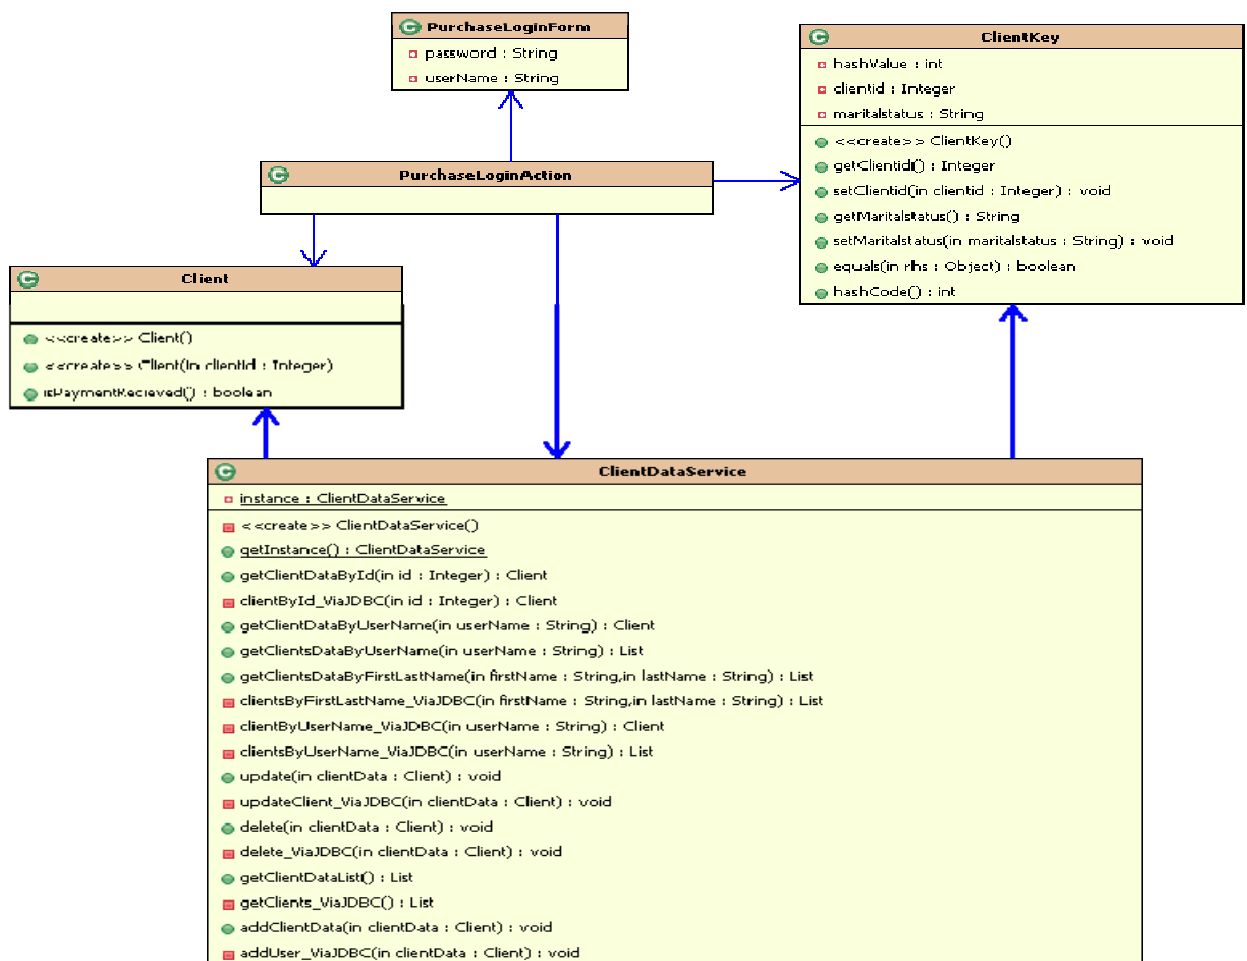 PurchaseLoginForm
password : String
userName : String
ClientKey
hashValue : int
clientid : Integer
maritalstatus : String
<<create>> ClientKey()
getClientid() : Integer
setClientid(in clientid : Integer) : void
getMaritalstatus() : String
setMaritalstatus(in maritalstatus : String) : void
equals(in rhs : Object) : boolean
hashCode() : int
PurchaseLoginAction
Client
<<create>> Client()
<<create>> Client(in clientId : Integer)
isPaymentRecieved() : boolean
ClientDataService
instance : ClientDataService
<<create>> ClientDataService()
getInstance() : ClientDataService
getClientDataById(in id : Integer) : Client
clientById_ViaJDBC(in id : Integer) : Client
getClientDataByUserName(in userName : String) : Client
getClientsDataByUserName(in userName : String) : List
getClientsDataByFirstLastName(in firstName : String,in lastName : String) : List
clientsByFirstLastName_ViaJDBC(in firstName : String,in lastName : String) : List
clientByUserName_ViaJDBC(in userName : String) : Client
clientsByUserName_ViaJDBC(in userName : String) : List
update(in clientData : Client) : void
updateClient_ViaJDBC(in clientData : Client) : void
delete(in clientData : Client) : void
delete_ViaJDBC(in clientData : Client) : void
getClientDataList() : List
getClients_ViaJDBC() : List
addClientData(in clientData : Client) : void
addUser_ViaJDBC(in clientData : Client) : void